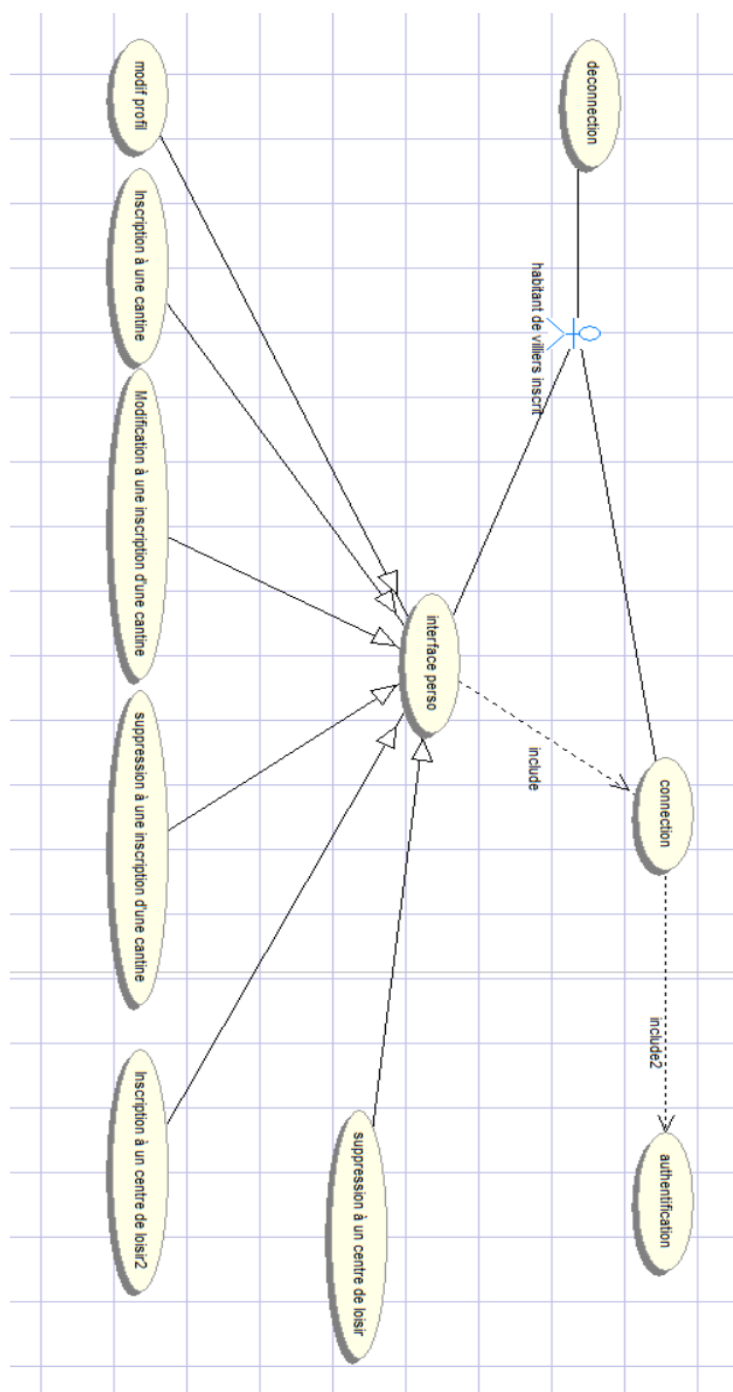 deconnection
habitant de villiers inscrit
connection
include
include2
authentification
interface perso
suppression à un centre de loisir
modif profil
Inscription à une cantine
Modification à une inscription d'une cantine
suppression à une inscription d'une cantine
Inscription à un centre de loisir2